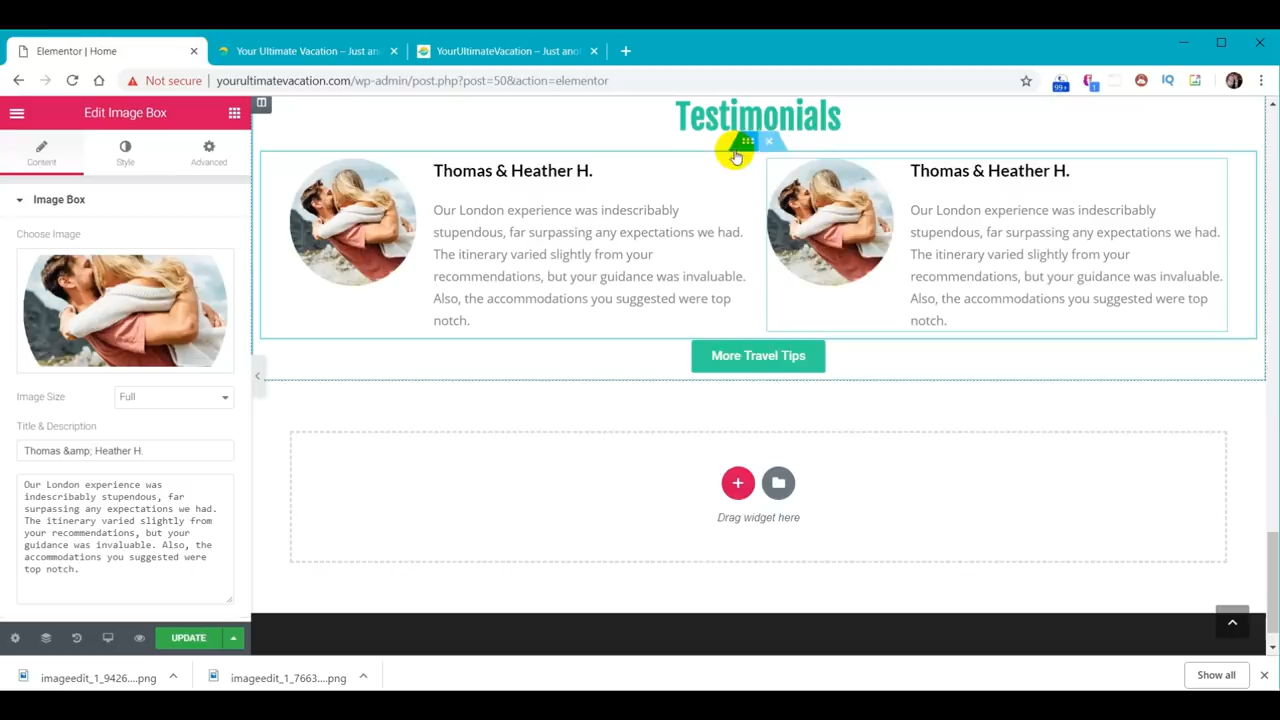 Elementor | Home
Your Ultimate Vacation – Just an
YourUltimateVacation – Just anot
Not secure
yourultimatevacation.com/wp-admin/post.php?post=50&action=elementor
99+
1
IQ
Edit Image Box
Content
Style
Advanced
Image Box
Choose Image
Image Size
Full
Title & Description
Thomas &amp; Heather H.
Our London experience was
indescribably stupendous, far
surpassing any expectations we had.
The itinerary varied slightly from
your recommendations, but your
guidance was invaluable. Also, the
accommodations you suggested were
top notch.
UPDATE
Testimonials
Thomas & Heather H.
Our London experience was indescribably
stupendous, far surpassing any expectations we had.
The itinerary varied slightly from your
recommendations, but your guidance was invaluable.
Also, the accommodations you suggested were top
notch.
Thomas & Heather H.
Our London experience was indescribably
stupendous, far surpassing any expectations we had.
The itinerary varied slightly from your
recommendations, but your guidance was invaluable.
Also, the accommodations you suggested were top
notch.
More Travel Tips
Drag widget here
imageedit_1_9426....png
imageedit_1_7663....png
Show all